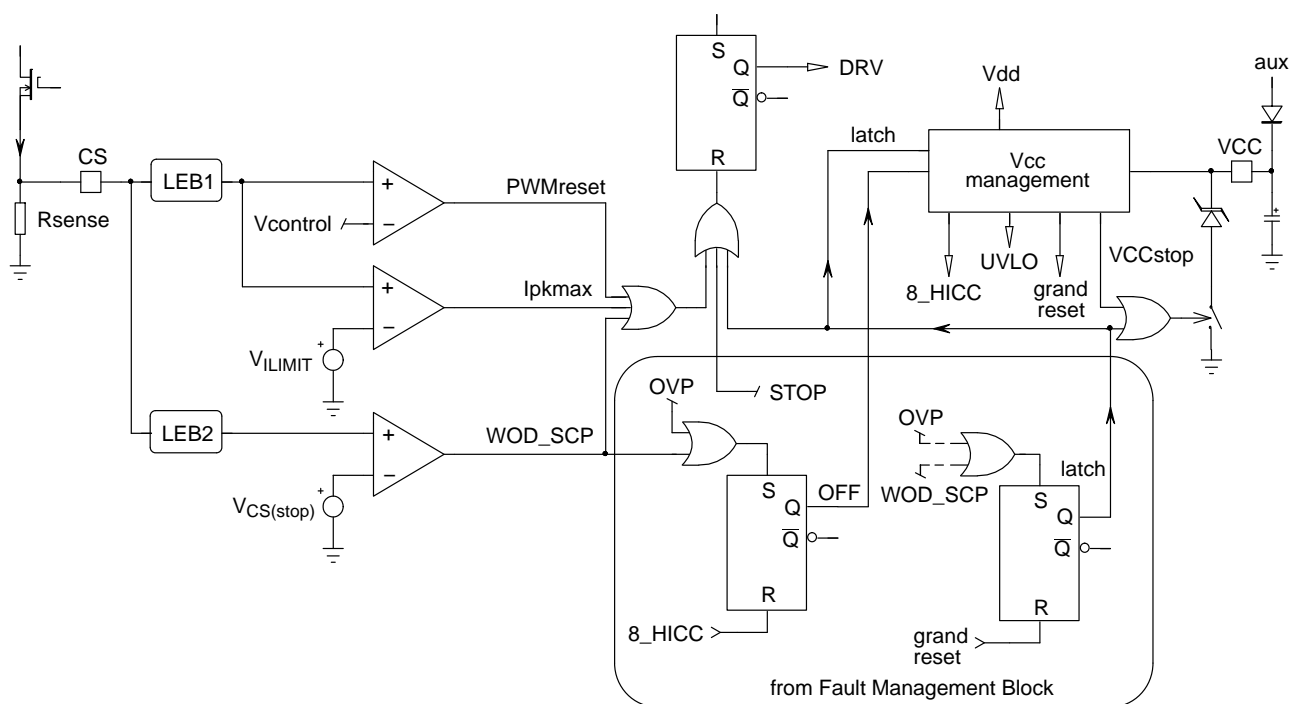 S
Q
Q
R
DRV
aux
Vdd
latch
VCC
Vcc
management
CS
LEB1
Rsense
+
–
PWMreset
Vcontrol
+
+
–
Ipkmax
+
VILIMIT
8_HICC
UVLO
grand
reset
VCCstop
LEB2
+
–
WOD_SCP
+
VCS(stop)
OVP
STOP
OVP
WOD_SCP
latch
S
Q
Q
R
OFF
S
Q
Q
R
8_HICC
grand
reset
from Fault Management Block